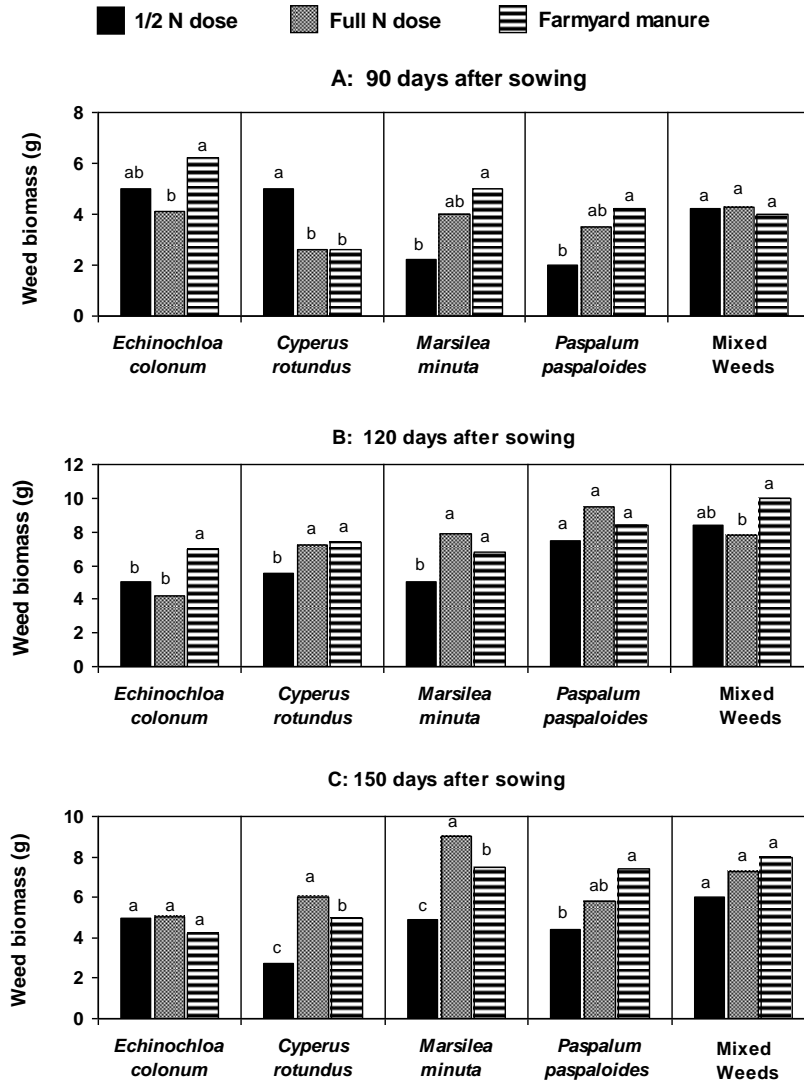 1/2 N dose Full N dose Farmyard manure
A: 90 days after sowing
Weed biomass (g)
8
6
4
2
0
ab b a a b b b ab a b ab a a a a
Echinochloa colonum
Cyperus rotundus
Marsilea minuta
Paspalum paspaloides
Mixed Weeds
B: 120 days after sowing
Weed biomass (g)
12
10
8
6
4
2
0
b b a b a a b a a a a a ab b a
Echinochloa colonum
Cyperus rotundus
Marsilea minuta
Paspalum paspaloides
Mixed Weeds
C: 150 days after sowing
Weed biomass (g)
10
8
6
4
2
0
a a a c a b c a b b ab a a a a
Echinochloa colonum
Cyperus rotundus
Marsilea minuta
Paspalum paspaloides
Mixed Weeds